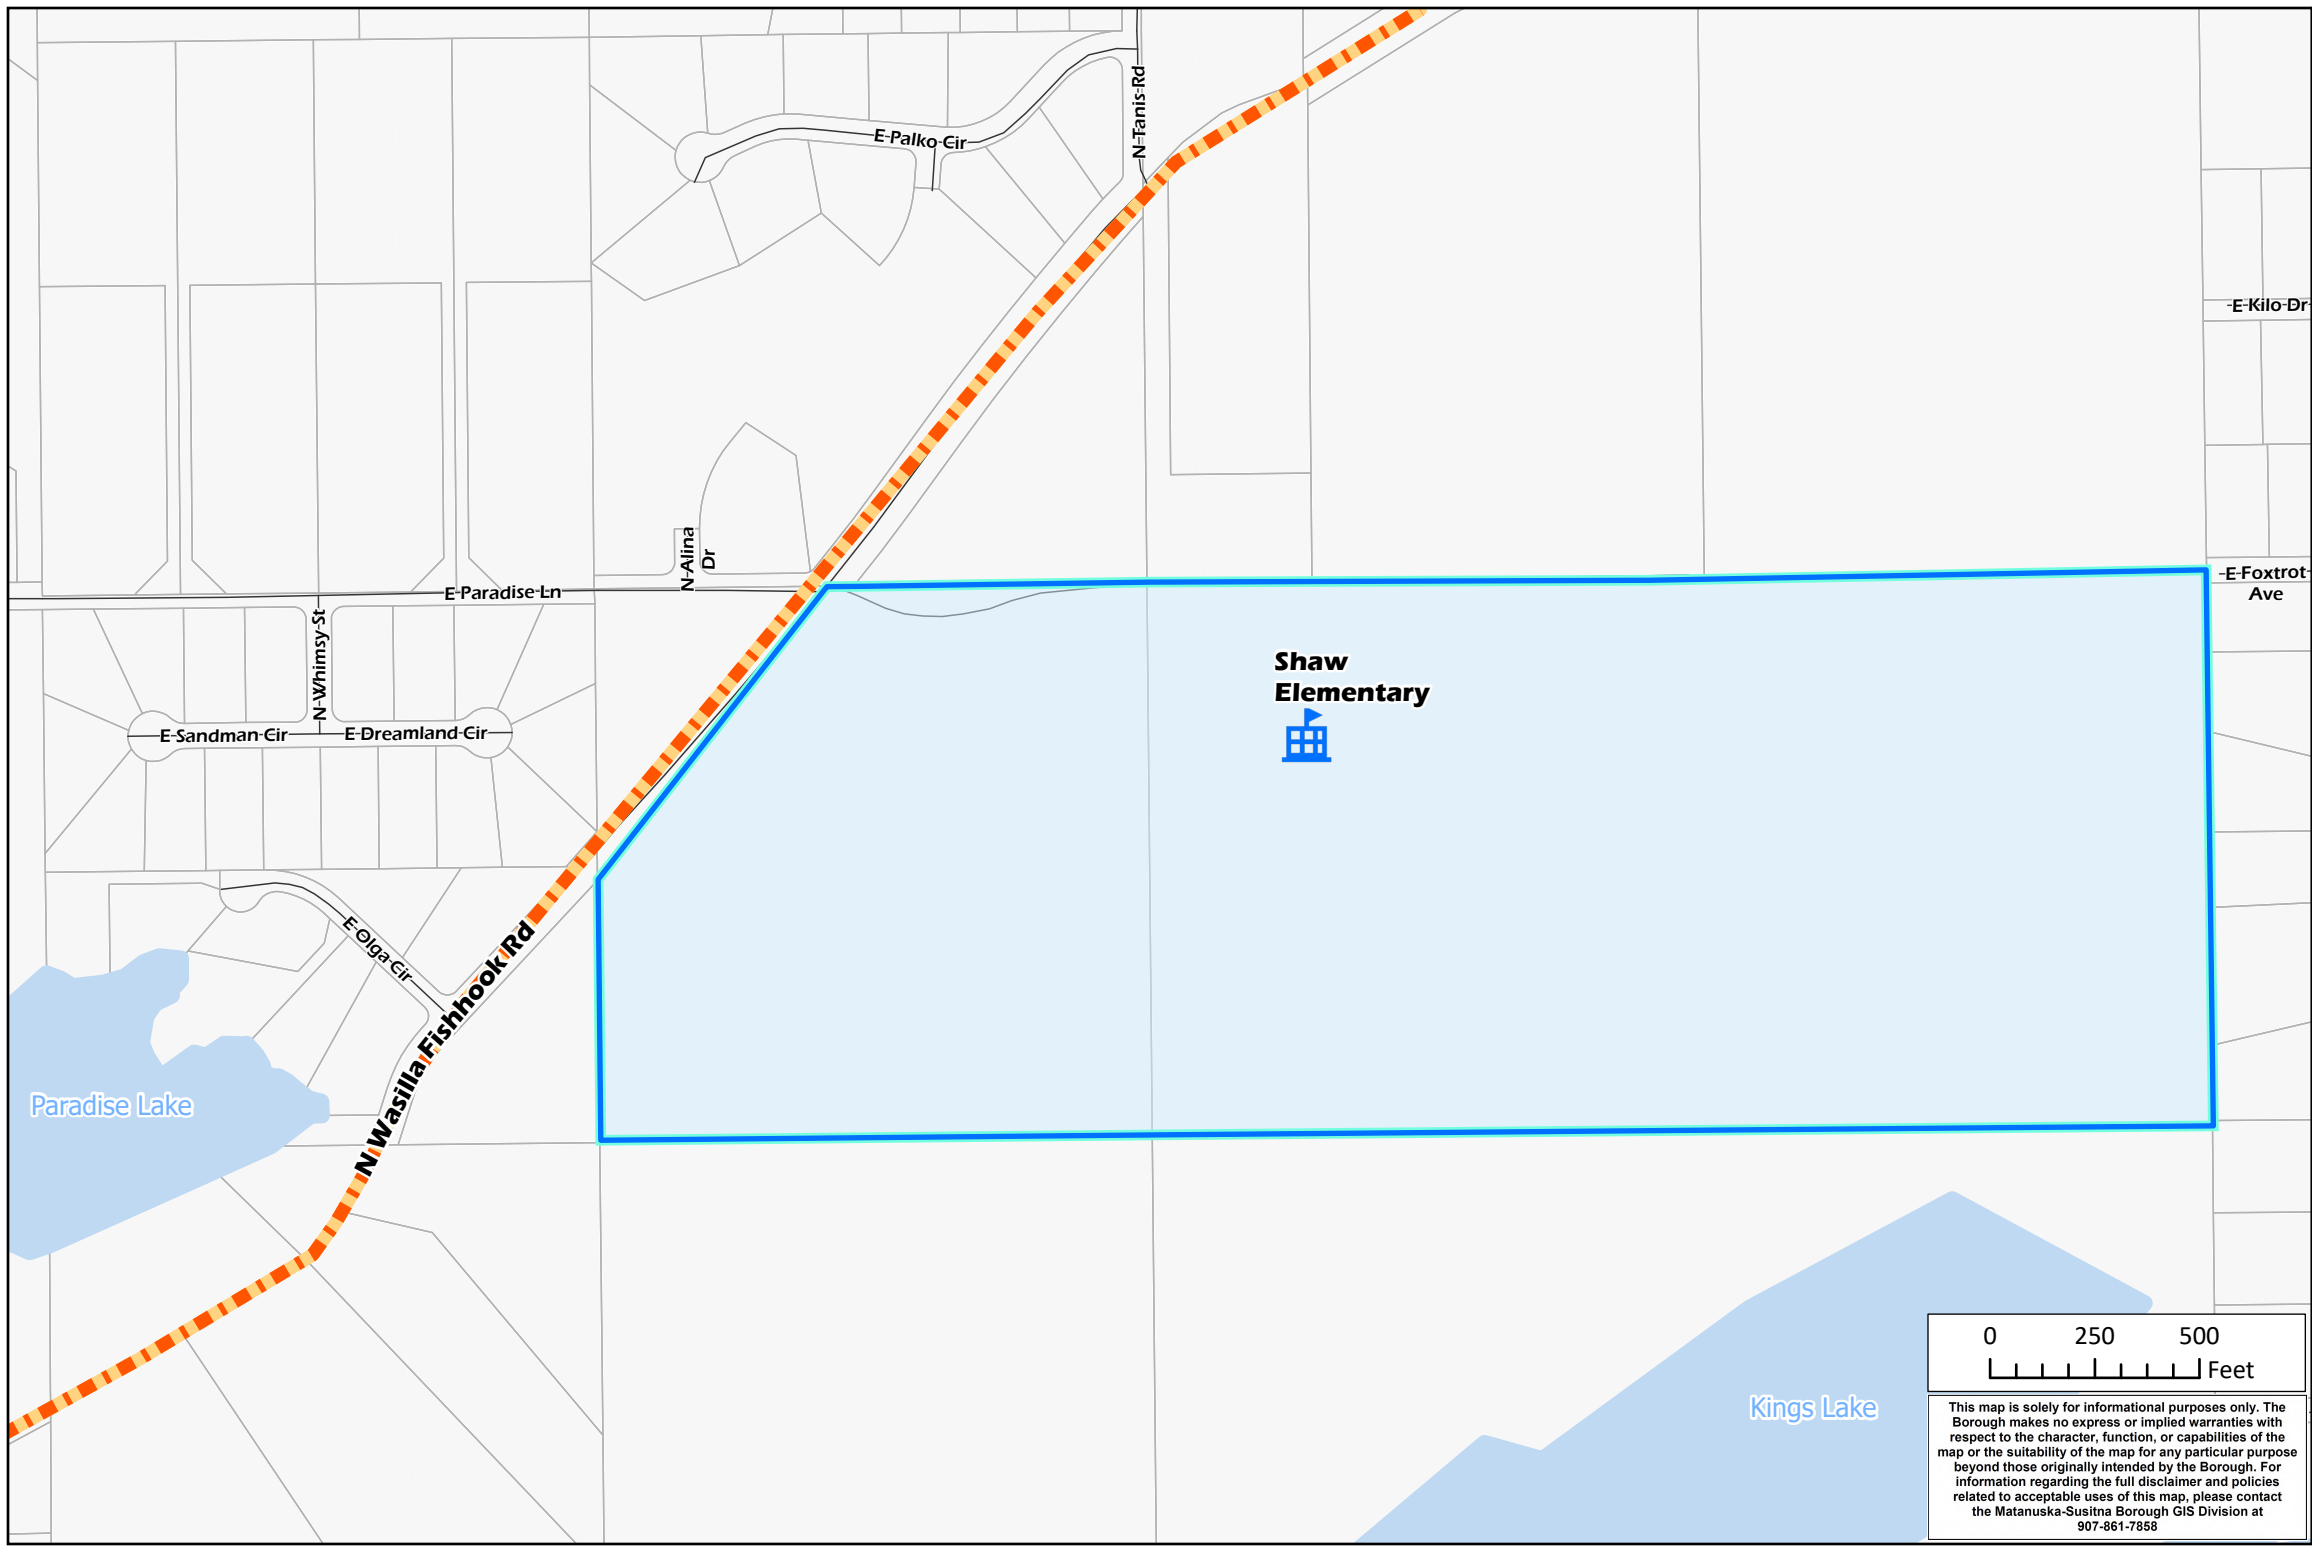 E Palko Cir
N Tanis Rd
E Kilo Dr
N Alina
Dr
E Paradise Ln
E Foxtrot
Ave
N Whimsy St
Shaw
Elementary
E Sandman Cir
E Dreamland Cir
E Olga Cir
N Wasilla Fishhook Rd
Paradise Lake
Kings Lake
0 250 500
Feet
This map is solely for informational purposes only. The
Borough makes no express or implied warranties with
respect to the character, function, or capabilities of the
map or the suitability of the map for any particular purpose
beyond those originally intended by the Borough. For
information regarding the full disclaimer and policies
related to acceptable uses of this map, please contact
the Matanuska-Susitna Borough GIS Division at
907-861-7858